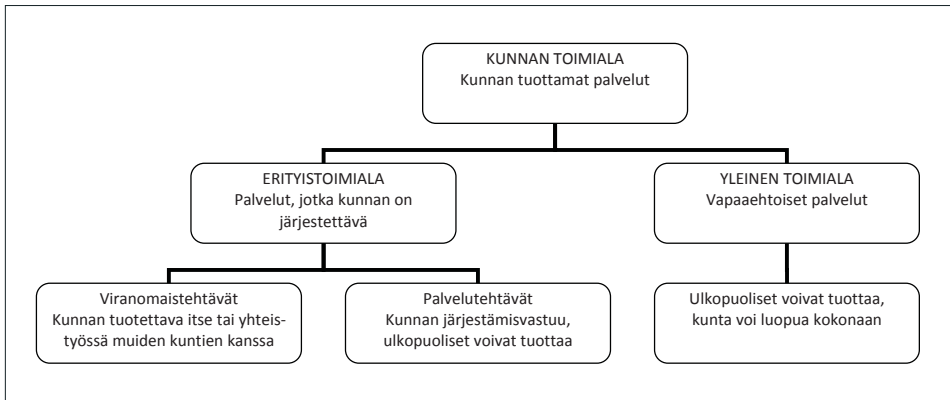 KUNNAN TOIMIALA
Kunnan tuottamat palvelut
ERITYISTOIMIALA
Palvelut, jotka kunnan on
järjestettävä
YLEINEN TOIMIALA
Vapaaehtoiset palvelut
Viranomaistehtävät
Kunnan tuotettava itse tai yhteis-
työssä muiden kuntien kanssa
Palvelutehtävät
Kunnan järjestämisvastuu,
ulkopuoliset voivat tuottaa
Ulkopuoliset voivat tuottaa,
kunta voi luopua kokonaan